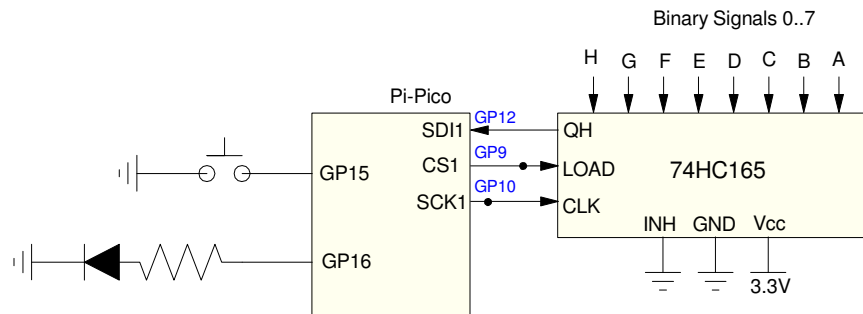 Binary Signals 0..7
H G F E D C B A
Pi-Pico
SDI1 GP12 QH
CS1 GP9 LOAD
74HC165
GP15
SCK1 GP10 CLK
INH GND Vcc
GP16
3.3V